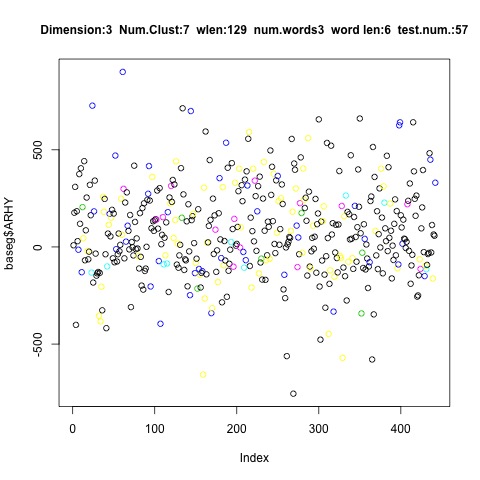 Dimension:3 Num.Clust:7 wlen:129 num.words3 word len:6 test.num.:57
baseg$ARHY
500
0
-500
0 100 200 300 400
Index